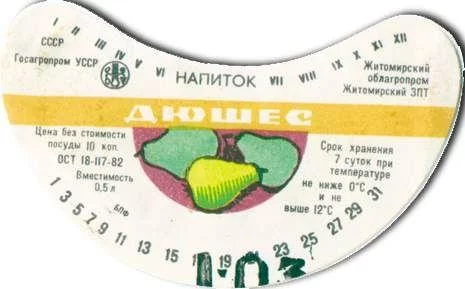 I II III IV V VI VII VIII IX X XI XII
СССР
Госагропром УССР
НАПИТОК
Житомирский
облагропром
Житомирский ЗПТ
ДЮШЕС
Цена без стоимости
посуды 10 коп.
ОСТ 18-117-82
Вместимость
0,5 л
БПФ
Срок хранения
7 суток при
температуре
не ниже 0°С
и не
выше 12°С
1 3 5 7 9 11 13 15 17 19 23 25 27 29 31